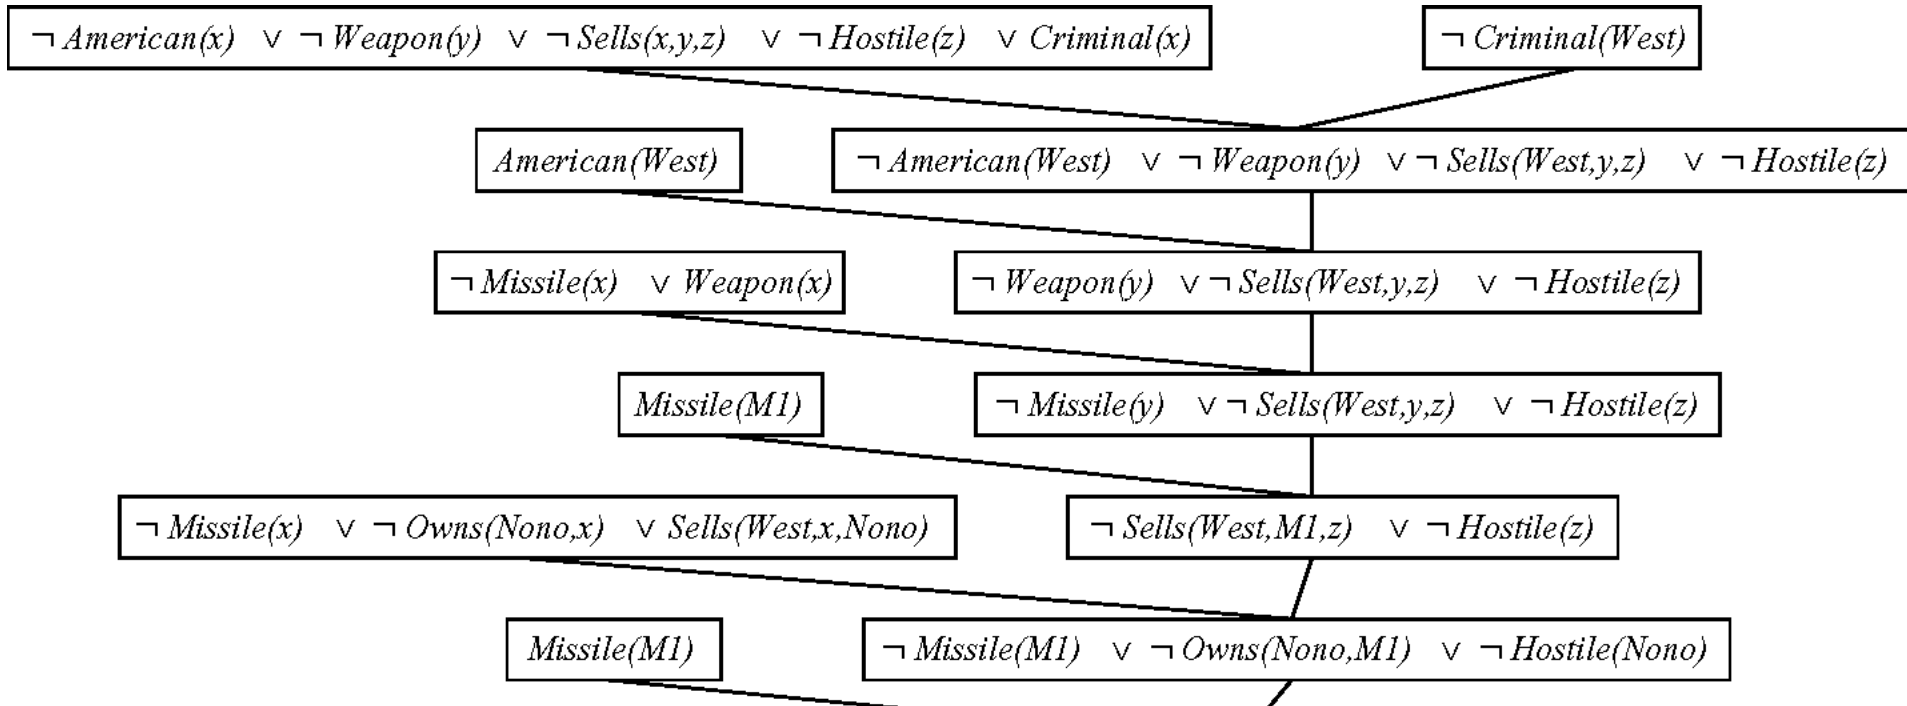 ¬ American(x) ∨ ¬ Weapon(y) ∨ ¬ Sells(x,y,z) ∨ ¬ Hostile(z) ∨ Criminal(x) ¬ Criminal(West)
American(West) ¬ American(West) ∨ ¬ Weapon(y) ∨ ¬ Sells(West,y,z) ∨ ¬ Hostile(z)
¬ Missile(x) ∨ Weapon(x) ¬ Weapon(y) ∨ ¬ Sells(West,y,z) ∨ ¬ Hostile(z)
Missile(M1) ¬ Missile(y) ∨ ¬ Sells(West,y,z) ∨ ¬ Hostile(z)
¬ Missile(x) ∨ ¬ Owns(Nono,x) ∨ Sells(West,x,Nono) ¬ Sells(West,M1,z) ∨ ¬ Hostile(z)
Missile(M1) ¬ Missile(M1) ∨ ¬ Owns(Nono,M1) ∨ ¬ Hostile(Nono)